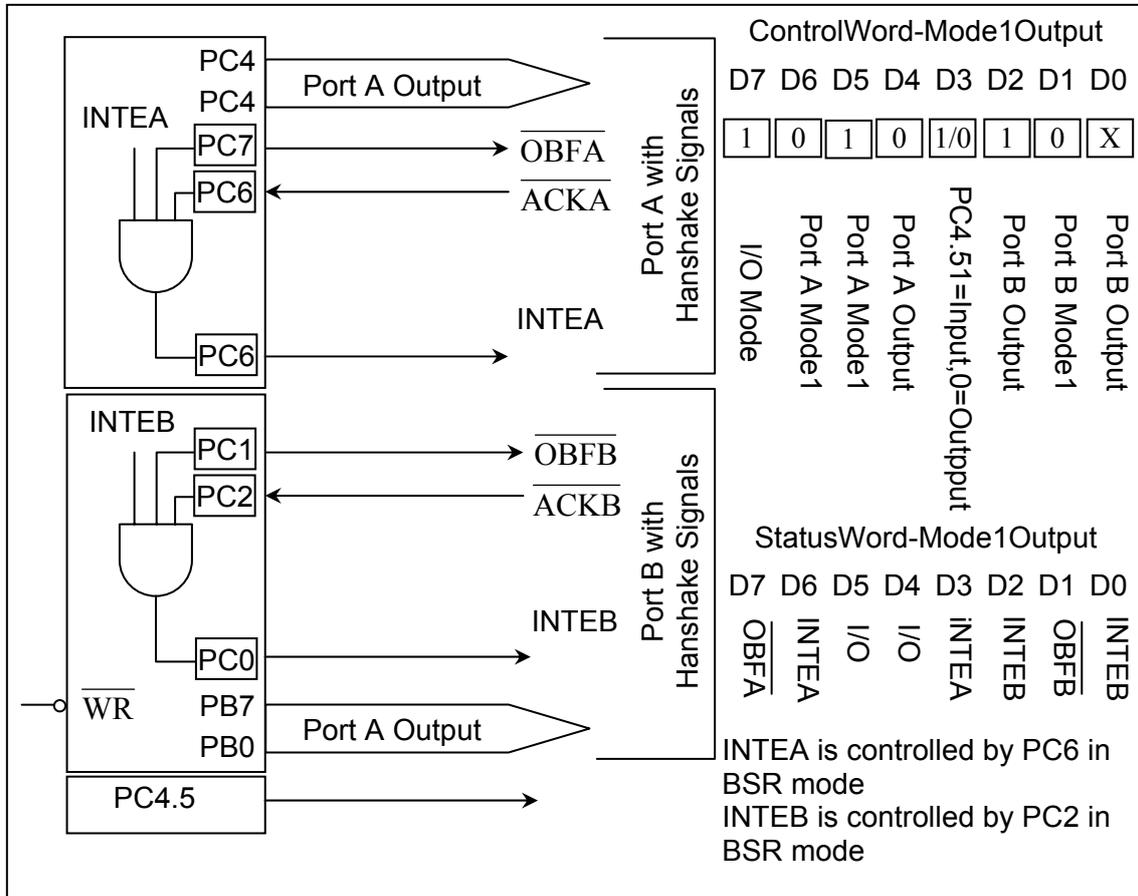 PC4
PC4
Port A Output
INTEA
PC7
OBFA
PC6
ACKA
INTEA
PC6
Port A with
Hanshake Signals
INTEB
PC1
OBFB
PC2
ACKB
INTEB
PC0
WR
PB7
PB0
Port A Output
Port B with
Hanshake Signals
PC4.5
ControlWord-Mode1Output
D7 D6 D5 D4 D3 D2 D1 D0
1 0 1 0 1/0 1 0 X
I/O Mode
Port A Mode1
Port A Mode1
Port A Output
PC4.51=Input,0=Outpput
Port B Output
Port B Mode1
Port B Output
StatusWord-Mode1Output
D7 D6 D5 D4 D3 D2 D1 D0
OBFA
INTEA
I/O
I/O
iNTEA
INTEB
OBFB
INTEB
INTEA is controlled by PC6 in
BSR mode
INTEB is controlled by PC2 in
BSR mode